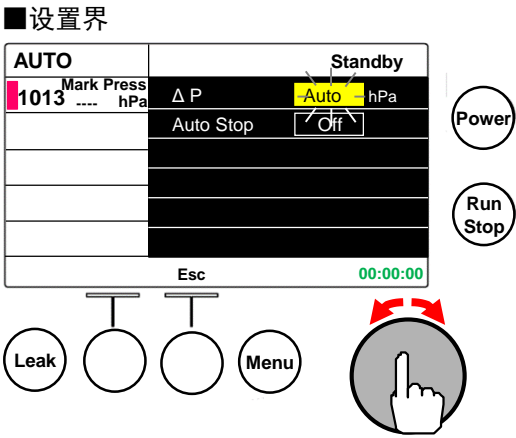 ■设置界
AUTO
Standby
1013 Mark Press
---- hPa
Δ P Auto hPa
Auto Stop Off
Esc
00:00:00
Power
Run
Stop
Leak
Menu